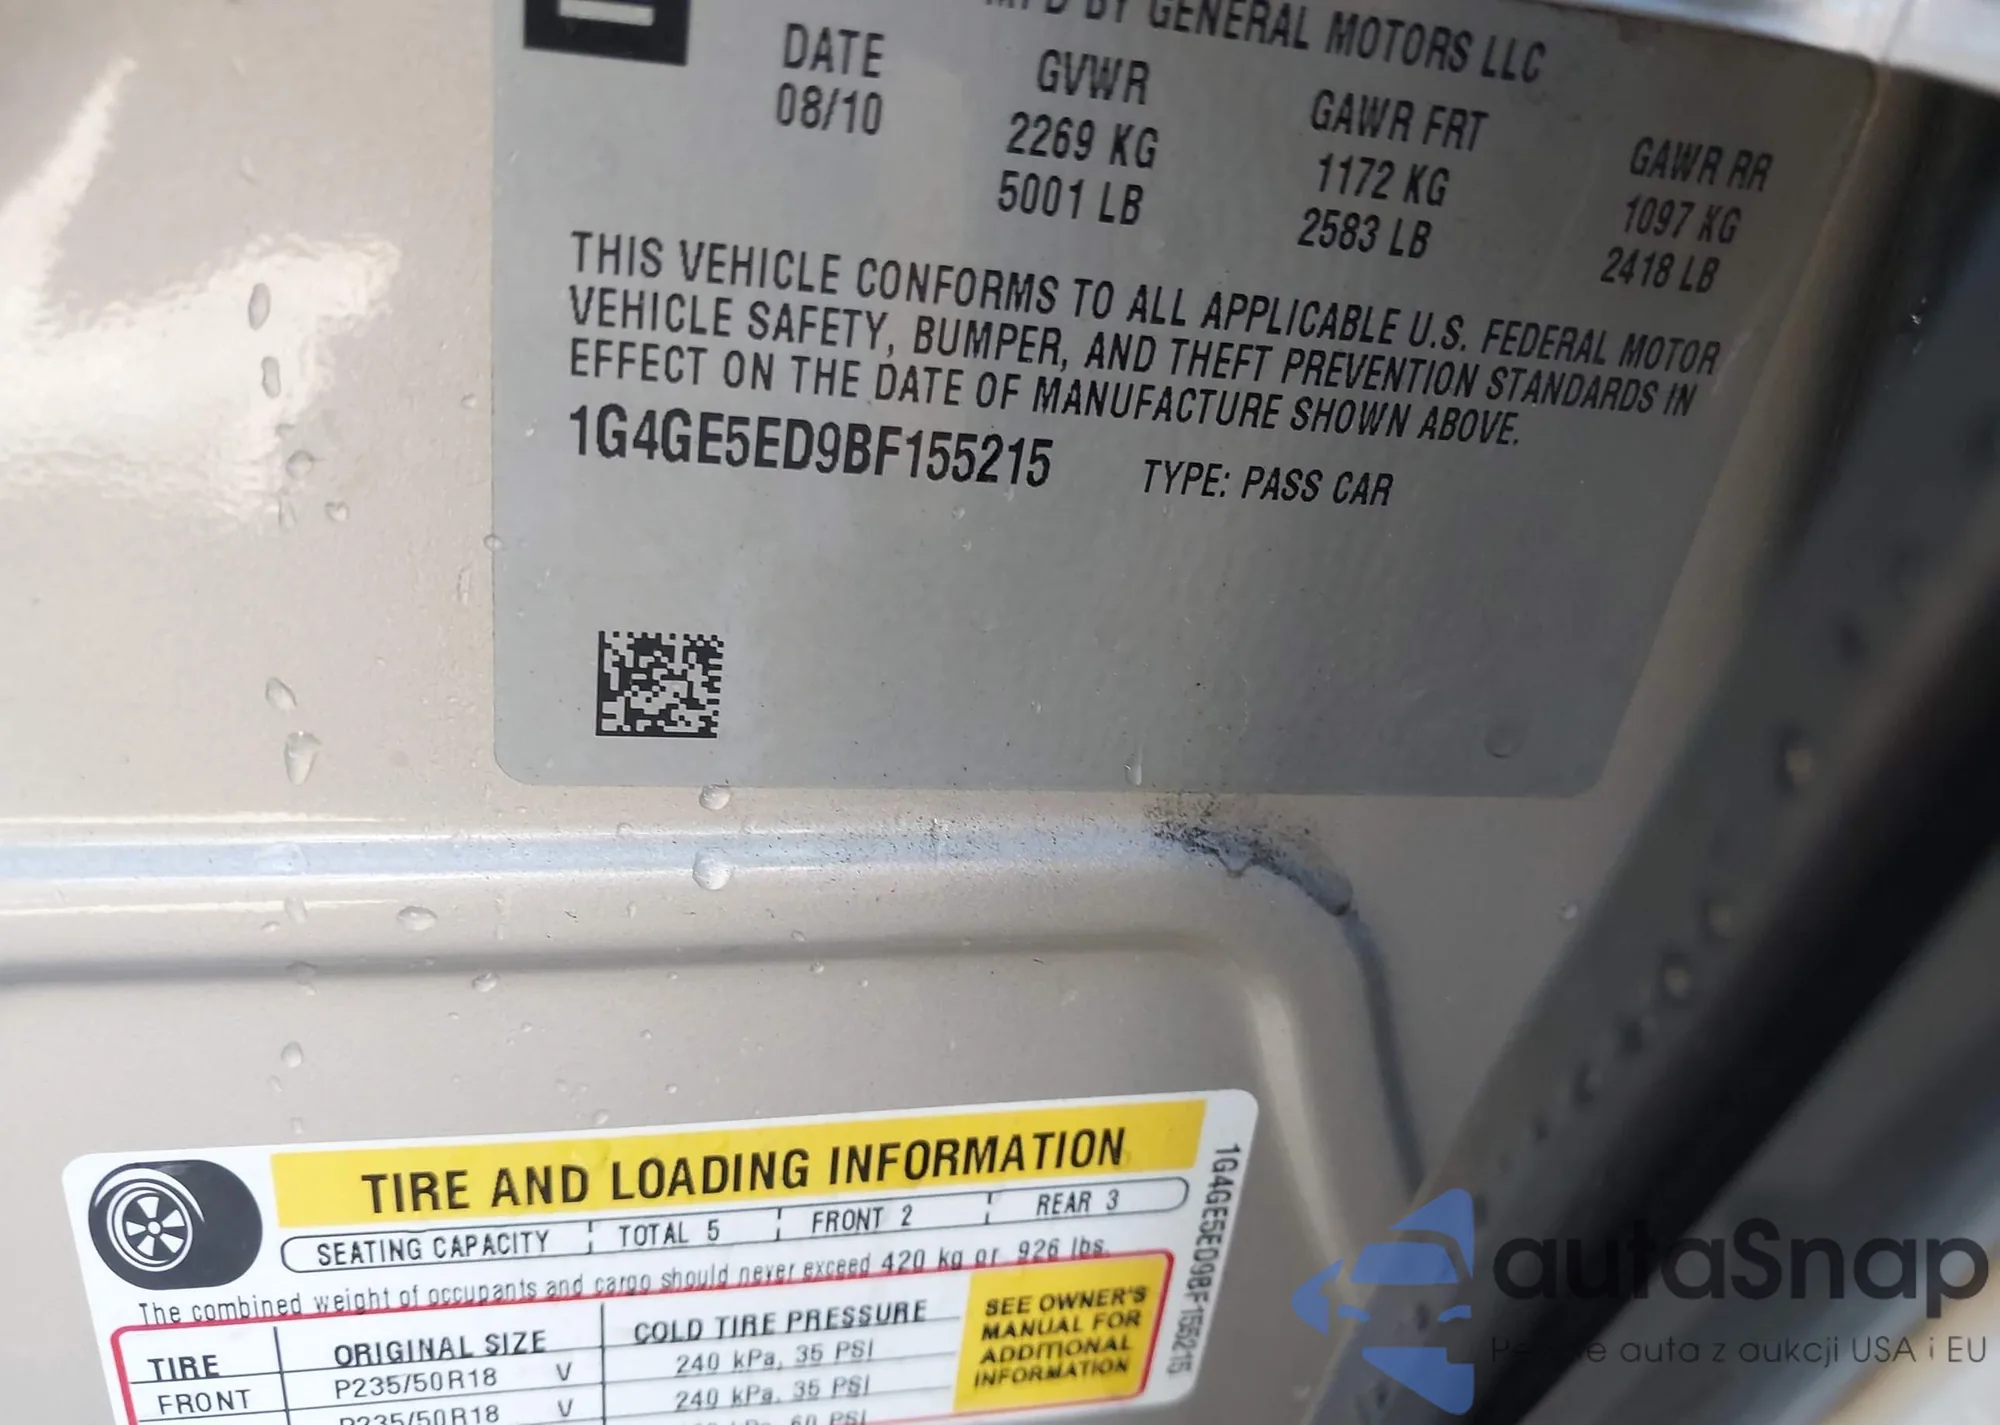 MFD BY GENERAL MOTORS LLC
DATE GVWR GAWR FRT GAWR RR
08/10 2269 KG 1172 KG 1097 KG
5001 LB 2583 LB 2418 LB
THIS VEHICLE CONFORMS TO ALL APPLICABLE U.S. FEDERAL MOTOR
VEHICLE SAFETY, BUMPER, AND THEFT PREVENTION STANDARDS IN
EFFECT ON THE DATE OF MANUFACTURE SHOWN ABOVE.
1G4GE5ED9BF155215 TYPE: PASS CAR
TIRE AND LOADING INFORMATION
SEATING CAPACITY TOTAL 5 FRONT 2 REAR 3
The combined weight of occupants and cargo should never exceed 420 kg or 926 lbs.
TIRE ORIGINAL SIZE COLD TIRE PRESSURE
FRONT P235/50R18 V 240 kPa, 35 PSI
P235/50R18 V 240 kPa, 35 PSI
60 PSI
SEE OWNER'S
MANUAL FOR
ADDITIONAL
INFORMATION
1G4GE5ED9BF155215
autaSnap
auta z aukcji USA i EU